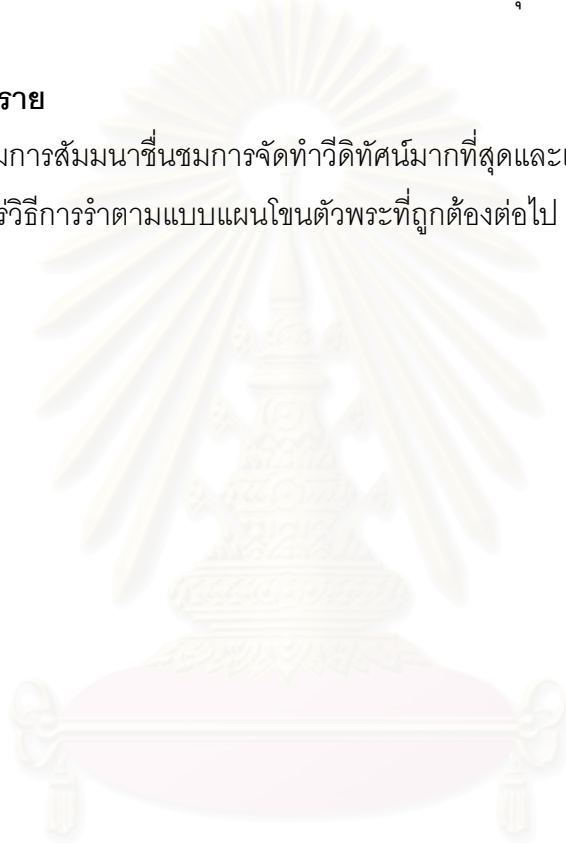 ราย
มการสัมมนาชื่นชมการจัดทำวีดิทัศน์มากที่สุดและเ
ร่วิธีการรำตามแบบแผนโขนตัวพระที่ถูกต้องต่อไป